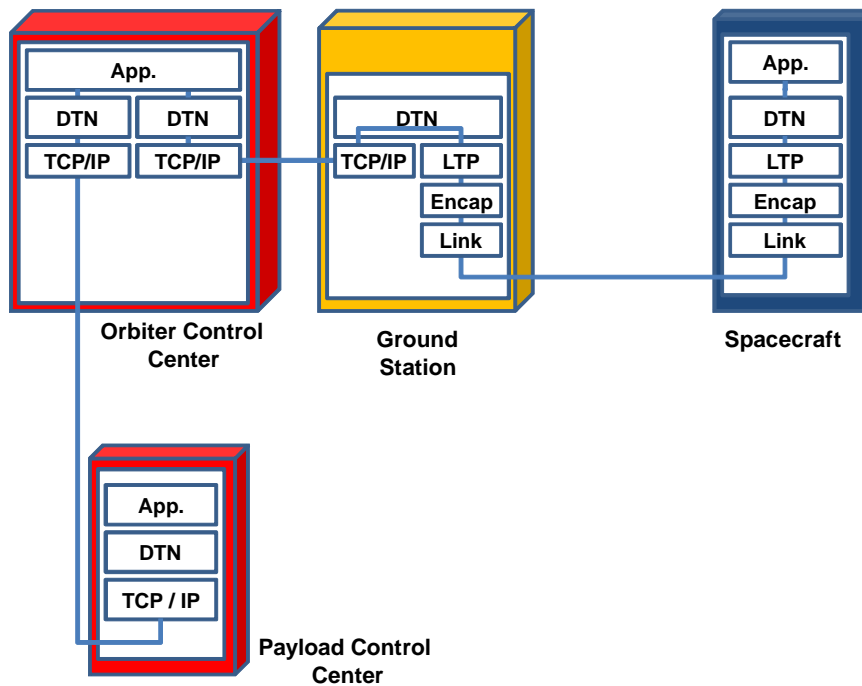 App.
DTN
DTN
TCP/IP
TCP/IP
Orbiter Control
Center
DTN
TCP/IP
LTP
Encap
Link
Ground
Station
App.
DTN
LTP
Encap
Link
Spacecraft
App.
DTN
TCP / IP
Payload Control
Center